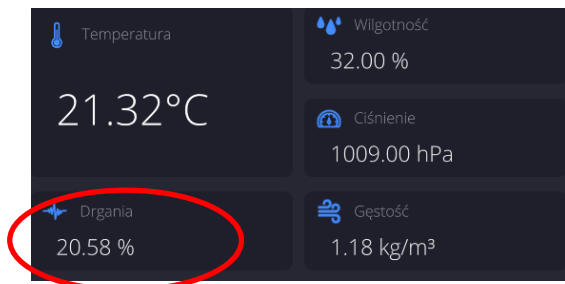 Temperatura
21.32°C
Wilgotność
32.00 %
Ciśnienie
1009.00 hPa
Drgania
20.58 %
Gęstość
1.18 kg/m³